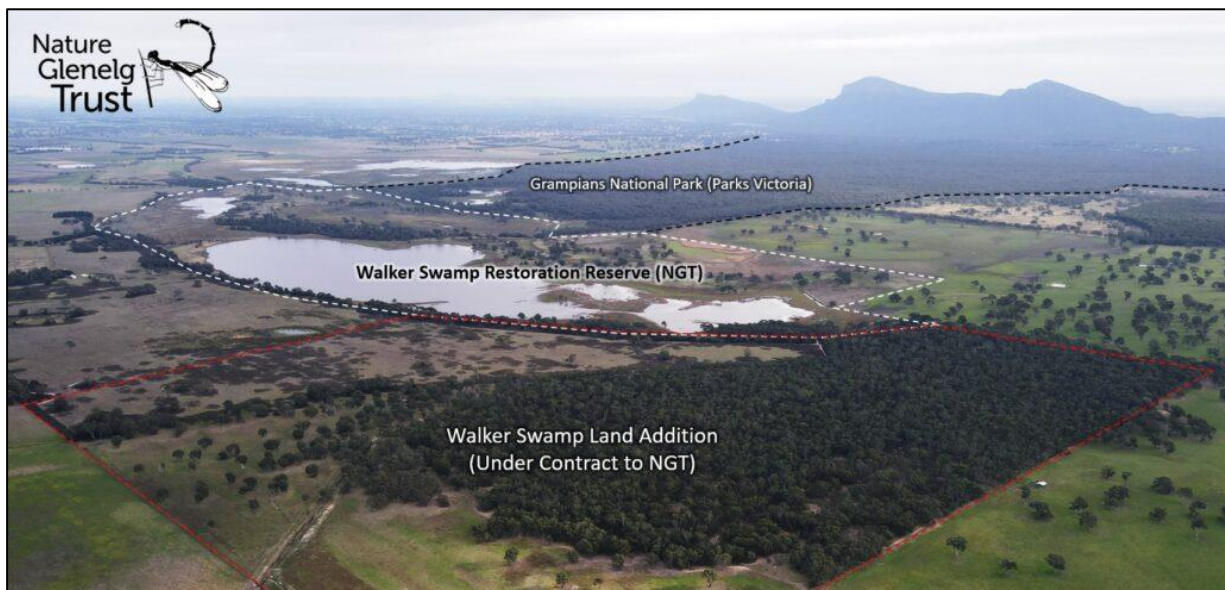 Nature
Glenelg
Trust
Grampians National Park (Parks Victoria)
Walker Swamp Restoration Reserve (NGT)
Walker Swamp Land Addition
(Under Contract to NGT)